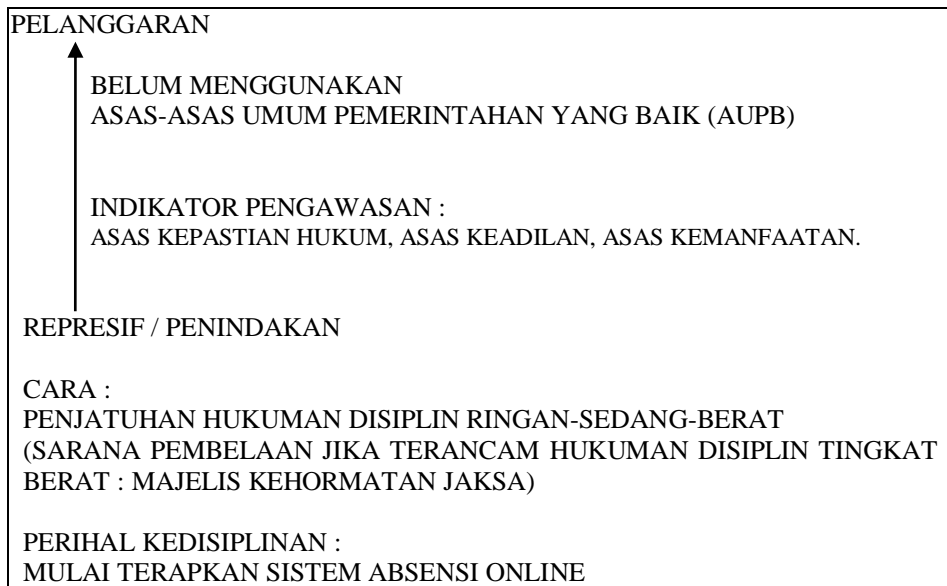 PELANGGARAN
BELUM MENGGUNAKAN
ASAS-ASAS UMUM PEMERINTAHAN YANG BAIK (AUPB)
INDIKATOR PENGAWASAN :
ASAS KEPASTIAN HUKUM, ASAS KEADILAN, ASAS KEMANFAATAN.
REPRESIF / PENINDAKAN
CARA :
PENJATUHAN HUKUMAN DISIPLIN RINGAN-SEDANG-BERAT
(SARANA PEMBELAAN JIKA TERANCAM HUKUMAN DISIPLIN TINGKAT
BERAT : MAJELIS KEHORMATAN JAKSA)
PERIHAL KEDISIPLINAN :
MULAI TERAPKAN SISTEM ABSENSI ONLINE